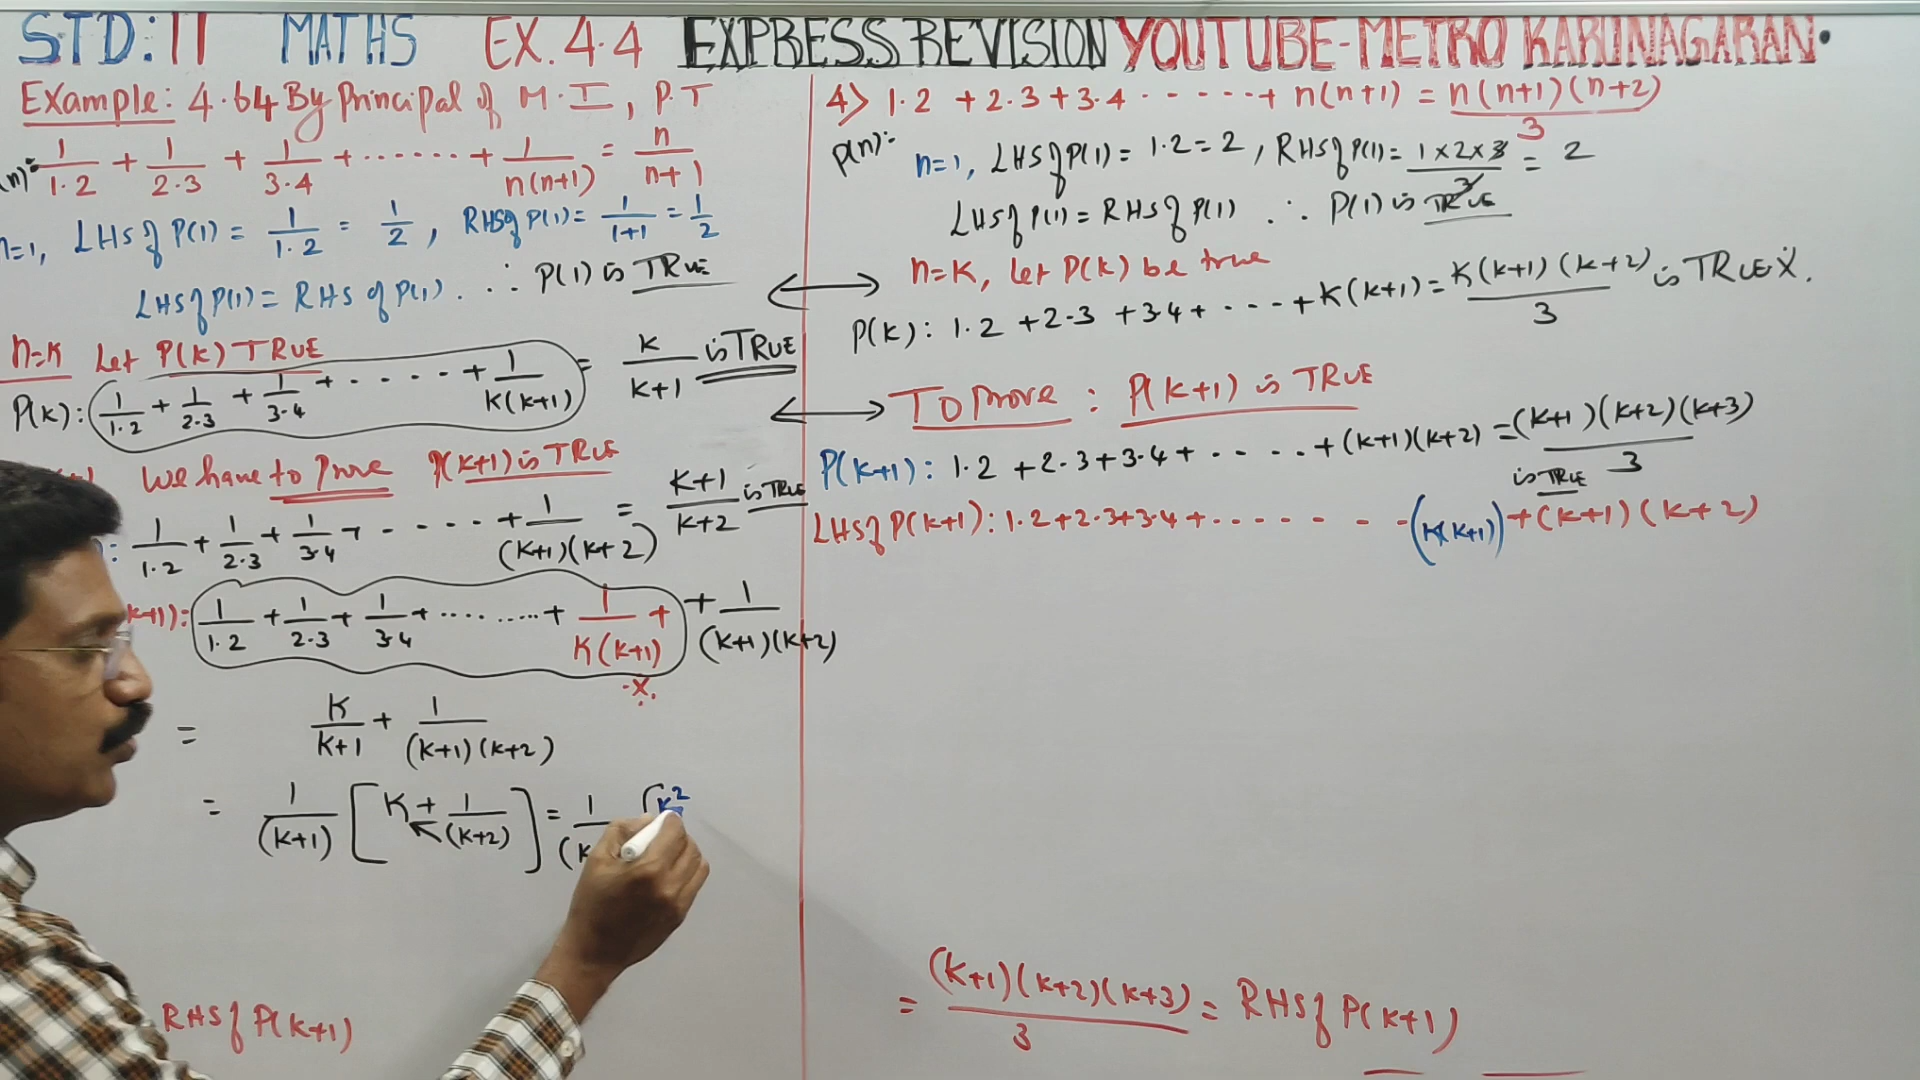 STD: 11 MATHS EX. 4.4 EXPRESS REVISION YOUTUBE-METRO KARUNAGARAN.
Example: 4.64 By Principal of M.I, P.T
(n): 1/1.2 + 1/2.3 + 1/3.4 + ...... + 1/n(n+1) = n/n+1
n=1, LHS of P(1) = 1/1.2 = 1/2, RHS of P(1) = 1/1+1 = 1/2
LHS of P(1) = RHS of P(1). ∴ P(1) is TRUE
n=K Let P(K) TRUE
P(K): 1/1.2 + 1/2.3 + 1/3.4 + ..... + 1/K(K+1) = K/K+1 is TRUE
We have to Prove P(K+1) is TRUE
: 1/1.2 + 1/2.3 + 1/3.4 + ..... + 1/(K+1)(K+2) = K+1/K+2 is TRUE
K+1): 1/1.2 + 1/2.3 + 1/3.4 + ......... + 1/K(K+1) + + 1/(K+1)(K+2)
= K/K+1 + 1/(K+1)(K+2)
= 1/(K+1) [K + 1/(K+2)] = 1/(K [K²
RHS of P(K+1)
4) 1.2 + 2.3 + 3.4 ...... + n(n+1) = n(n+1)(n+2)/3
P(n):
n=1, LHS of P(1) = 1.2 = 2, RHS of P(1) = 1×2×3/3 = 2
LHS of P(1) = RHS of P(1) ∴ P(1) is TRUE
n=K, Let P(K) be true
P(K): 1.2 + 2.3 + 3.4 + .... + K(K+1) = K(K+1)(K+2)/3 is TRUE X.
To Prove: P(K+1) is TRUE
P(K+1): 1.2 + 2.3 + 3.4 + ..... + (K+1)(K+2) = (K+1)(K+2)(K+3)/3
is TRUE
LHS of P(K+1): 1.2 + 2.3 + 3.4 + ........ (K(K+1)) + (K+1)(K+2)
= (K+1)(K+2)(K+3)/3 = RHS of P(K+1)